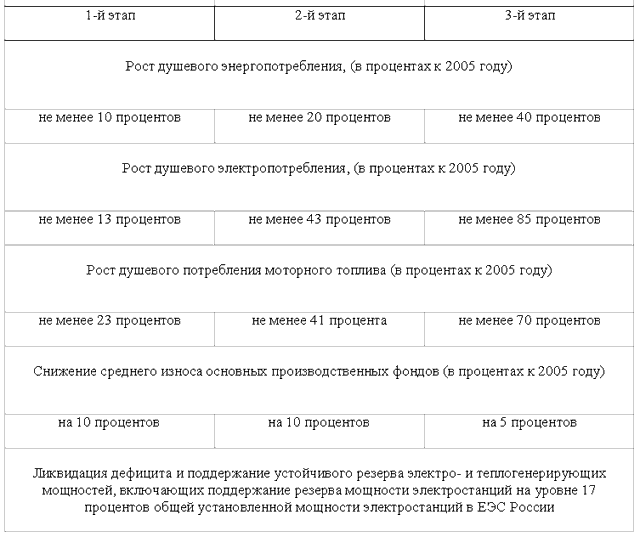 1-й этап 2-й этап 3-й этап
Рост душевого энергопотребления, (в процентах к 2005 году)
не менее 10 процентов не менее 20 процентов не менее 40 процентов
Рост душевого электропотребления, (в процентах к 2005 году)
не менее 13 процентов не менее 43 процентов не менее 85 процентов
Рост душевого потребления моторного топлива (в процентах к 2005 году)
не менее 23 процентов не менее 41 процента не менее 70 процентов
Снижение среднего износа основных производственных фондов (в процентах к 2005 году)
на 10 процентов на 10 процентов на 5 процентов
Ликвидация дефицита и поддержание устойчивого резерва электро- и теплогенерирующих
мощностей, включающих поддержание резерва мощности электростанций на уровне 17
процентов общей установленной мощности электростанций в ЕЭС России